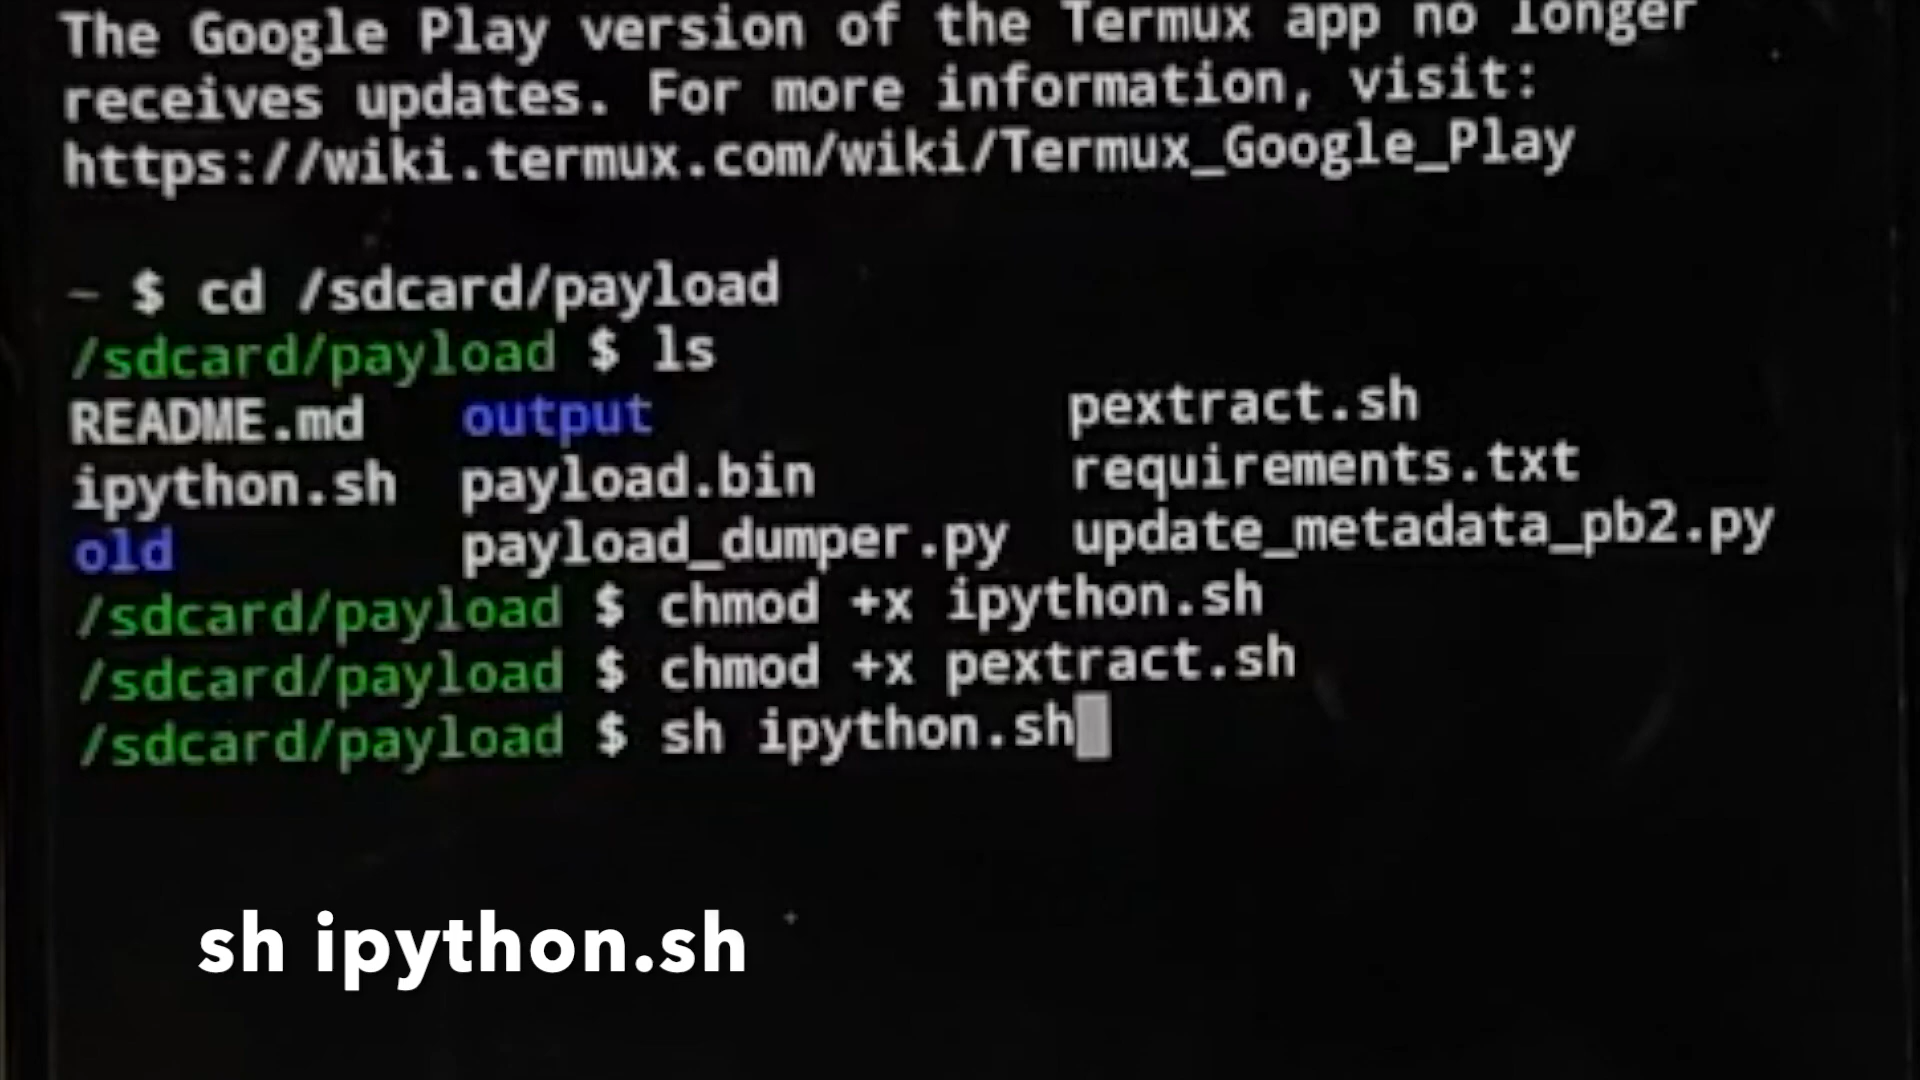 The Google Play version of the Termux app no longer
receives updates. For more information, visit:
https://wiki.termux.com/wiki/Termux_Google_Play
~ $ cd /sdcard/payload
/sdcard/payload $ ls
README.md output pextract.sh
ipython.sh payload.bin requirements.txt
old payload_dumper.py update_metadata_pb2.py
/sdcard/payload $ chmod +x ipython.sh
/sdcard/payload $ chmod +x pextract.sh
/sdcard/payload $ sh ipython.sh
sh ipython.sh